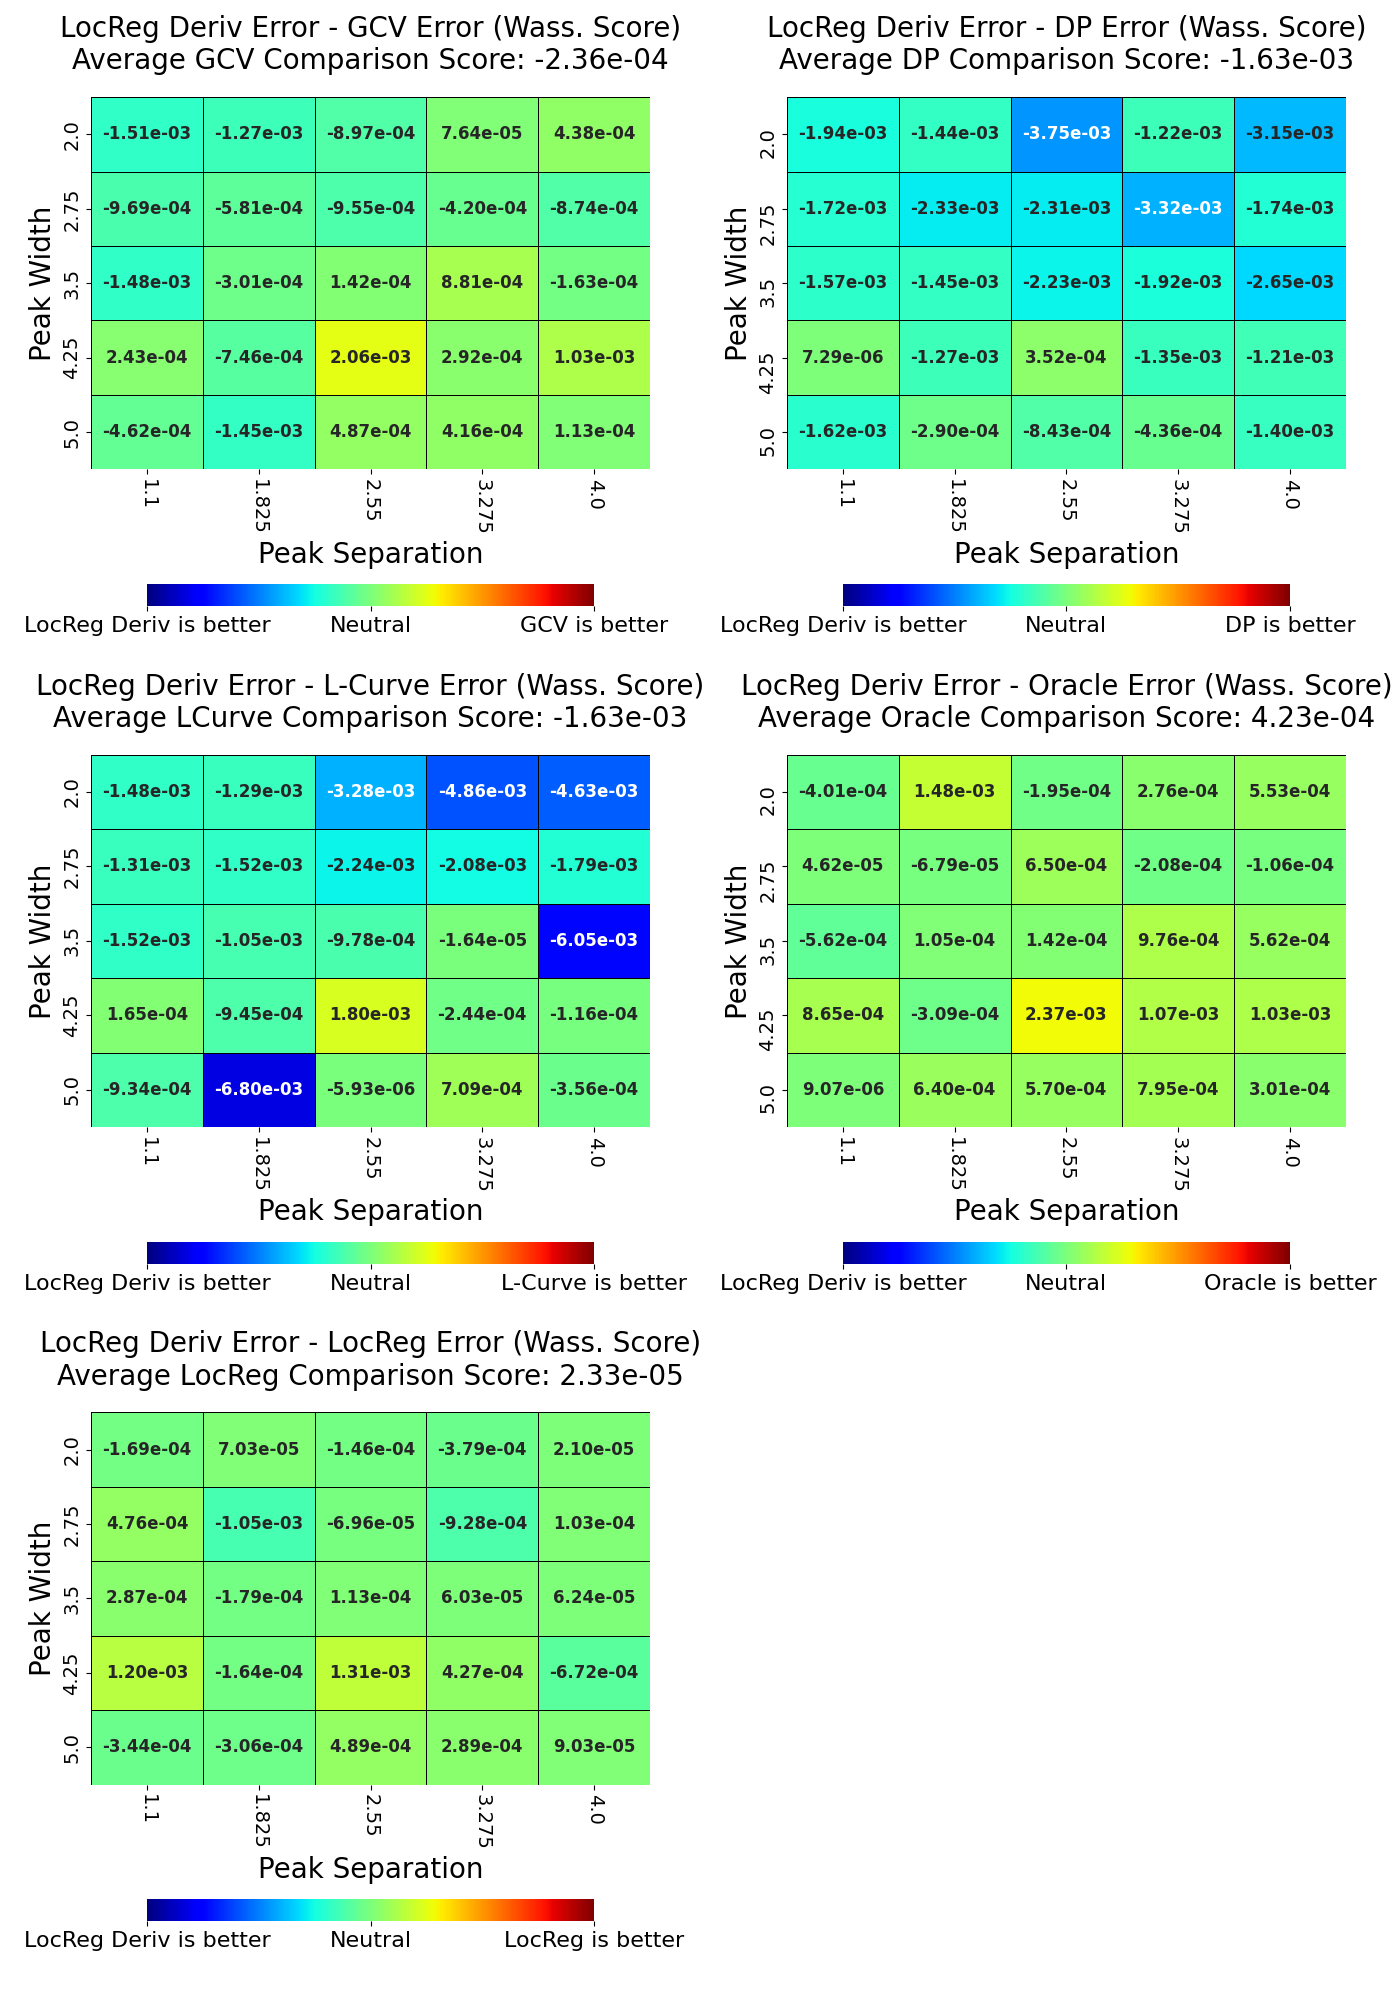 LocReg Deriv Error - GCV Error (Wass. Score)
Average GCV Comparison Score: -2.36e-04
Peak Width
2.0 -1.51e-03 -1.27e-03 -8.97e-04 7.64e-05 4.38e-04
2.75 -9.69e-04 -5.81e-04 -9.55e-04 -4.20e-04 -8.74e-04
3.5 -1.48e-03 -3.01e-04 1.42e-04 8.81e-04 -1.63e-04
4.25 2.43e-04 -7.46e-04 2.06e-03 2.92e-04 1.03e-03
5.0 -4.62e-04 -1.45e-03 4.87e-04 4.16e-04 1.13e-04
1.1 1.825 2.55 3.275 4.0
Peak Separation
LocReg Deriv is better Neutral GCV is better
LocReg Deriv Error - DP Error (Wass. Score)
Average DP Comparison Score: -1.63e-03
Peak Width
2.0 -1.94e-03 -1.44e-03 -3.75e-03 -1.22e-03 -3.15e-03
2.75 -1.72e-03 -2.33e-03 -2.31e-03 -3.32e-03 -1.74e-03
3.5 -1.57e-03 -1.45e-03 -2.23e-03 -1.92e-03 -2.65e-03
4.25 7.29e-06 -1.27e-03 3.52e-04 -1.35e-03 -1.21e-03
5.0 -1.62e-03 -2.90e-04 -8.43e-04 -4.36e-04 -1.40e-03
1.1 1.825 2.55 3.275 4.0
Peak Separation
LocReg Deriv is better Neutral DP is better
LocReg Deriv Error - L-Curve Error (Wass. Score)
Average LCurve Comparison Score: -1.63e-03
Peak Width
2.0 -1.48e-03 -1.29e-03 -3.28e-03 -4.86e-03 -4.63e-03
2.75 -1.31e-03 -1.52e-03 -2.24e-03 -2.08e-03 -1.79e-03
3.5 -1.52e-03 -1.05e-03 -9.78e-04 -1.64e-05 -6.05e-03
4.25 1.65e-04 -9.45e-04 1.80e-03 -2.44e-04 -1.16e-04
5.0 -9.34e-04 -6.80e-03 -5.93e-06 7.09e-04 -3.56e-04
1.1 1.825 2.55 3.275 4.0
Peak Separation
LocReg Deriv is better Neutral L-Curve is better
LocReg Deriv Error - Oracle Error (Wass. Score)
Average Oracle Comparison Score: 4.23e-04
Peak Width
2.0 -4.01e-04 1.48e-03 -1.95e-04 2.76e-04 5.53e-04
2.75 4.62e-05 -6.79e-05 6.50e-04 -2.08e-04 -1.06e-04
3.5 -5.62e-04 1.05e-04 1.42e-04 9.76e-04 5.62e-04
4.25 8.65e-04 -3.09e-04 2.37e-03 1.07e-03 1.03e-03
5.0 9.07e-06 6.40e-04 5.70e-04 7.95e-04 3.01e-04
1.1 1.825 2.55 3.275 4.0
Peak Separation
LocReg Deriv is better Neutral Oracle is better
LocReg Deriv Error - LocReg Error (Wass. Score)
Average LocReg Comparison Score: 2.33e-05
Peak Width
2.0 -1.69e-04 7.03e-05 -1.46e-04 -3.79e-04 2.10e-05
2.75 4.76e-04 -1.05e-03 -6.96e-05 -9.28e-04 1.03e-04
3.5 2.87e-04 -1.79e-04 1.13e-04 6.03e-05 6.24e-05
4.25 1.20e-03 -1.64e-04 1.31e-03 4.27e-04 -6.72e-04
5.0 -3.44e-04 -3.06e-04 4.89e-04 2.89e-04 9.03e-05
1.1 1.825 2.55 3.275 4.0
Peak Separation
LocReg Deriv is better Neutral LocReg is better